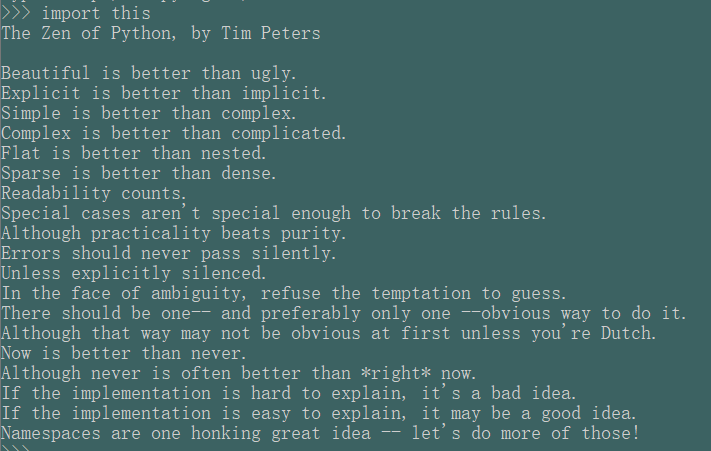 >>> import this
The Zen of Python, by Tim Peters
Beautiful is better than ugly.
Explicit is better than implicit.
Simple is better than complex.
Complex is better than complicated.
Flat is better than nested.
Sparse is better than dense.
Readability counts.
Special cases aren't special enough to break the rules.
Although practicality beats purity.
Errors should never pass silently.
Unless explicitly silenced.
In the face of ambiguity, refuse the temptation to guess.
There should be one-- and preferably only one --obvious way to do it.
Although that way may not be obvious at first unless you're Dutch.
Now is better than never.
Although never is often better than *right* now.
If the implementation is hard to explain, it's a bad idea.
If the implementation is easy to explain, it may be a good idea.
Namespaces are one honking great idea -- let's do more of those!
>>>